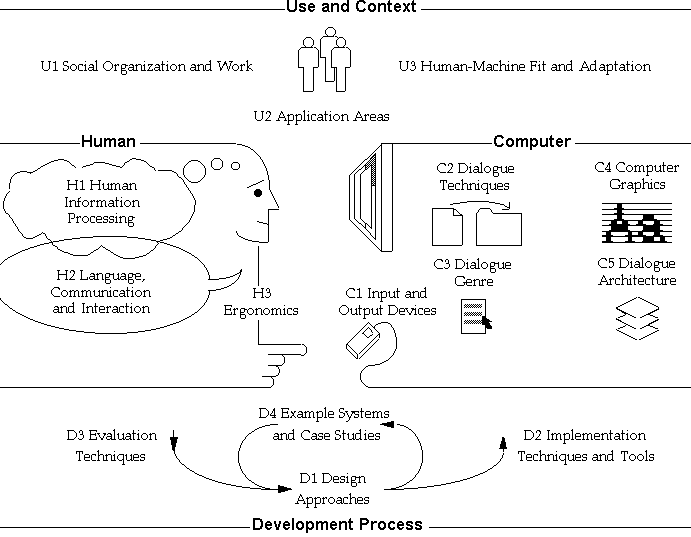 Use and Context
U1 Social Organization and Work
U3 Human-Machine Fit and Adaptation
U2 Application Areas
Human
Computer
H1 Human
Information
Processing
C2 Dialogue
Techniques
C4 Computer
Graphics
Aa
H2 Language,
Communication
and Interaction
H3
Ergonomics
C1 Input and
Output Devices
C3 Dialogue
Genre
C5 Dialogue
Architecture
D3 Evaluation
Techniques
D4 Example Systems
and Case Studies
D2 Implementation
Techniques and Tools
D1 Design
Approaches
Development Process